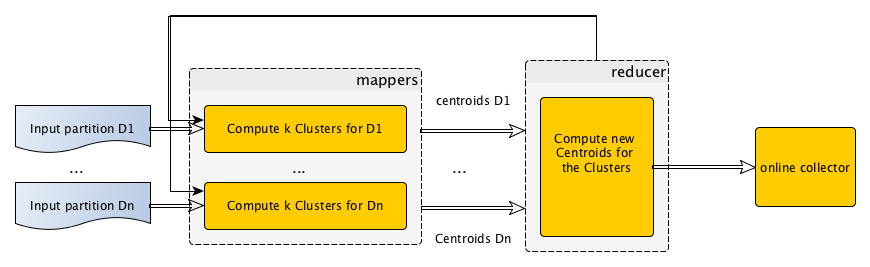 mappers
reducer
centroids D1
Input partition D1
Compute k Clusters for D1
Compute new
Centroids for
the Clusters
...
...
...
online collector
Input partition Dn
Compute k Clusters for Dn
Centroids Dn